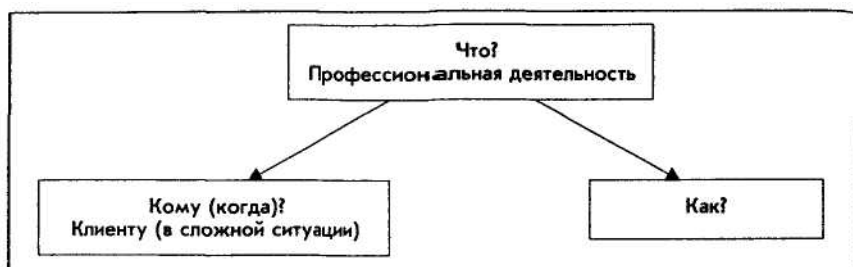 Что?
Профессиональная деятельность
Кому (когда)?
Клиенту (в сложной ситуации)
Как?